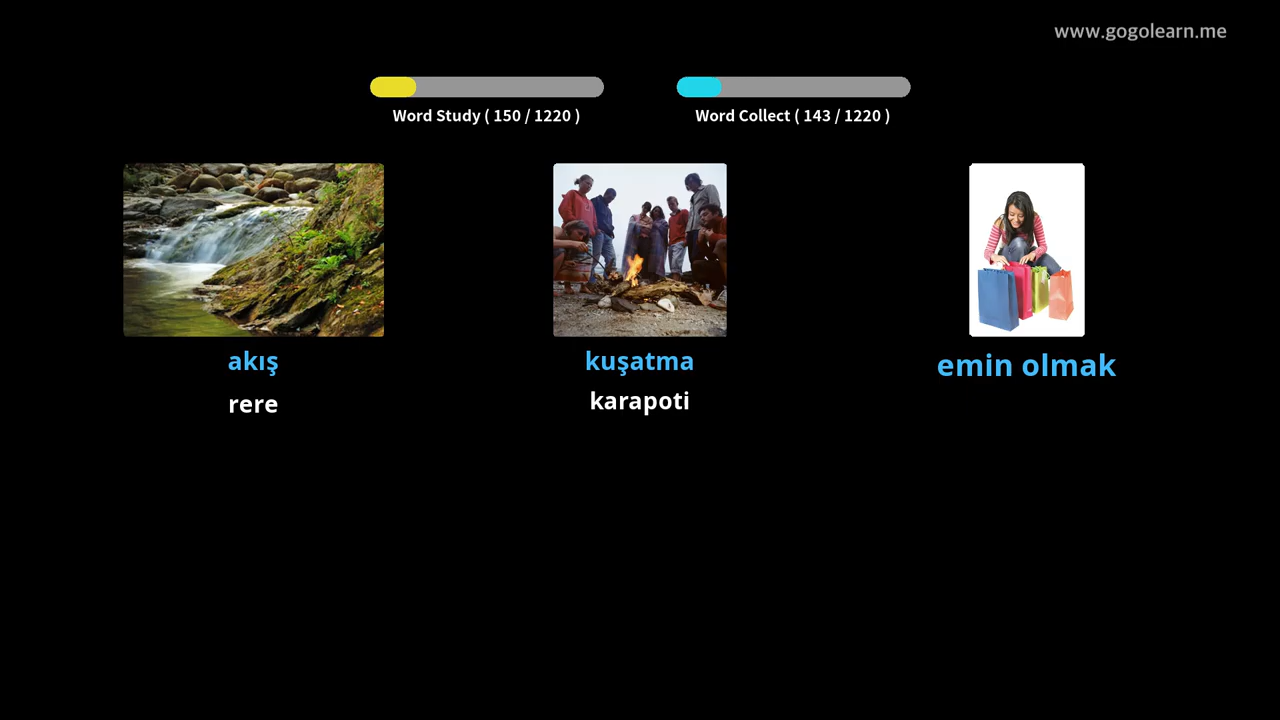 www.gogolearn.me
Word Study ( 150 / 1220 )
Word Collect ( 143 / 1220 )
akış
rere
kuşatma
karapoti
emin olmak